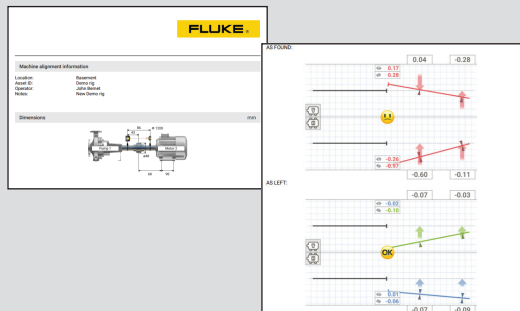 FLUKE®
Machine alignment information
Location: Basement
Asset ID: Demo rig
Operator: John Bernet
Notes: New Demo rig
Dimensions mm
Pump 1
Motor 2
AS FOUND:
0.04 -0.28
0.17
0.28
-0.26
-0.97
-0.60 -0.11
AS LEFT:
-0.07 -0.03
-0.02
-0.10
OK
0.01
-0.06
-0.07 -0.09